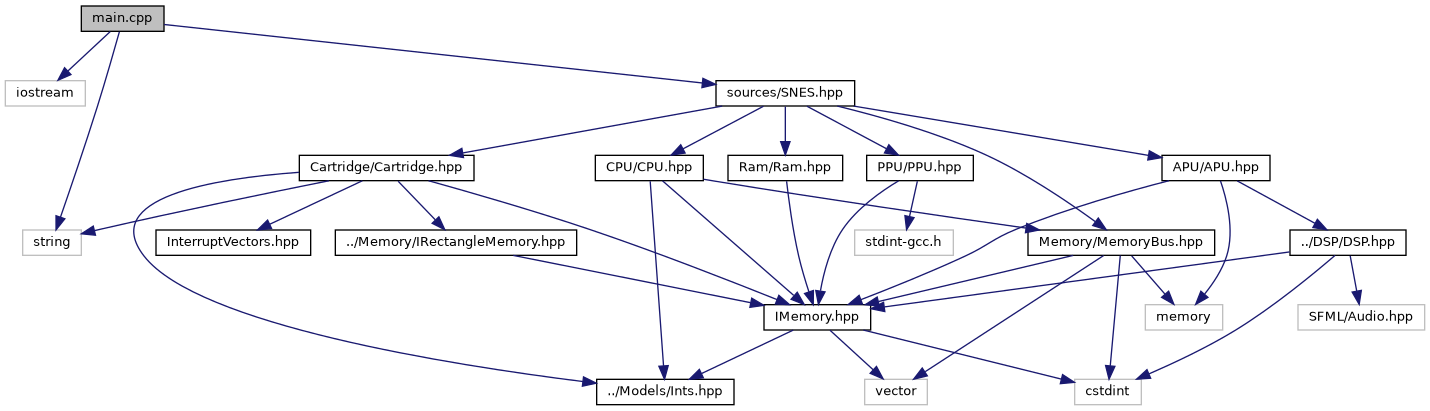 main.cpp
iostream
sources/SNES.hpp
Cartridge/Cartridge.hpp
CPU/CPU.hpp
Ram/Ram.hpp
PPU/PPU.hpp
APU/APU.hpp
string
InterruptVectors.hpp
../Memory/IRectangleMemory.hpp
stdint-gcc.h
Memory/MemoryBus.hpp
../DSP/DSP.hpp
IMemory.hpp
memory
SFML/Audio.hpp
../Models/Ints.hpp
vector
cstdint